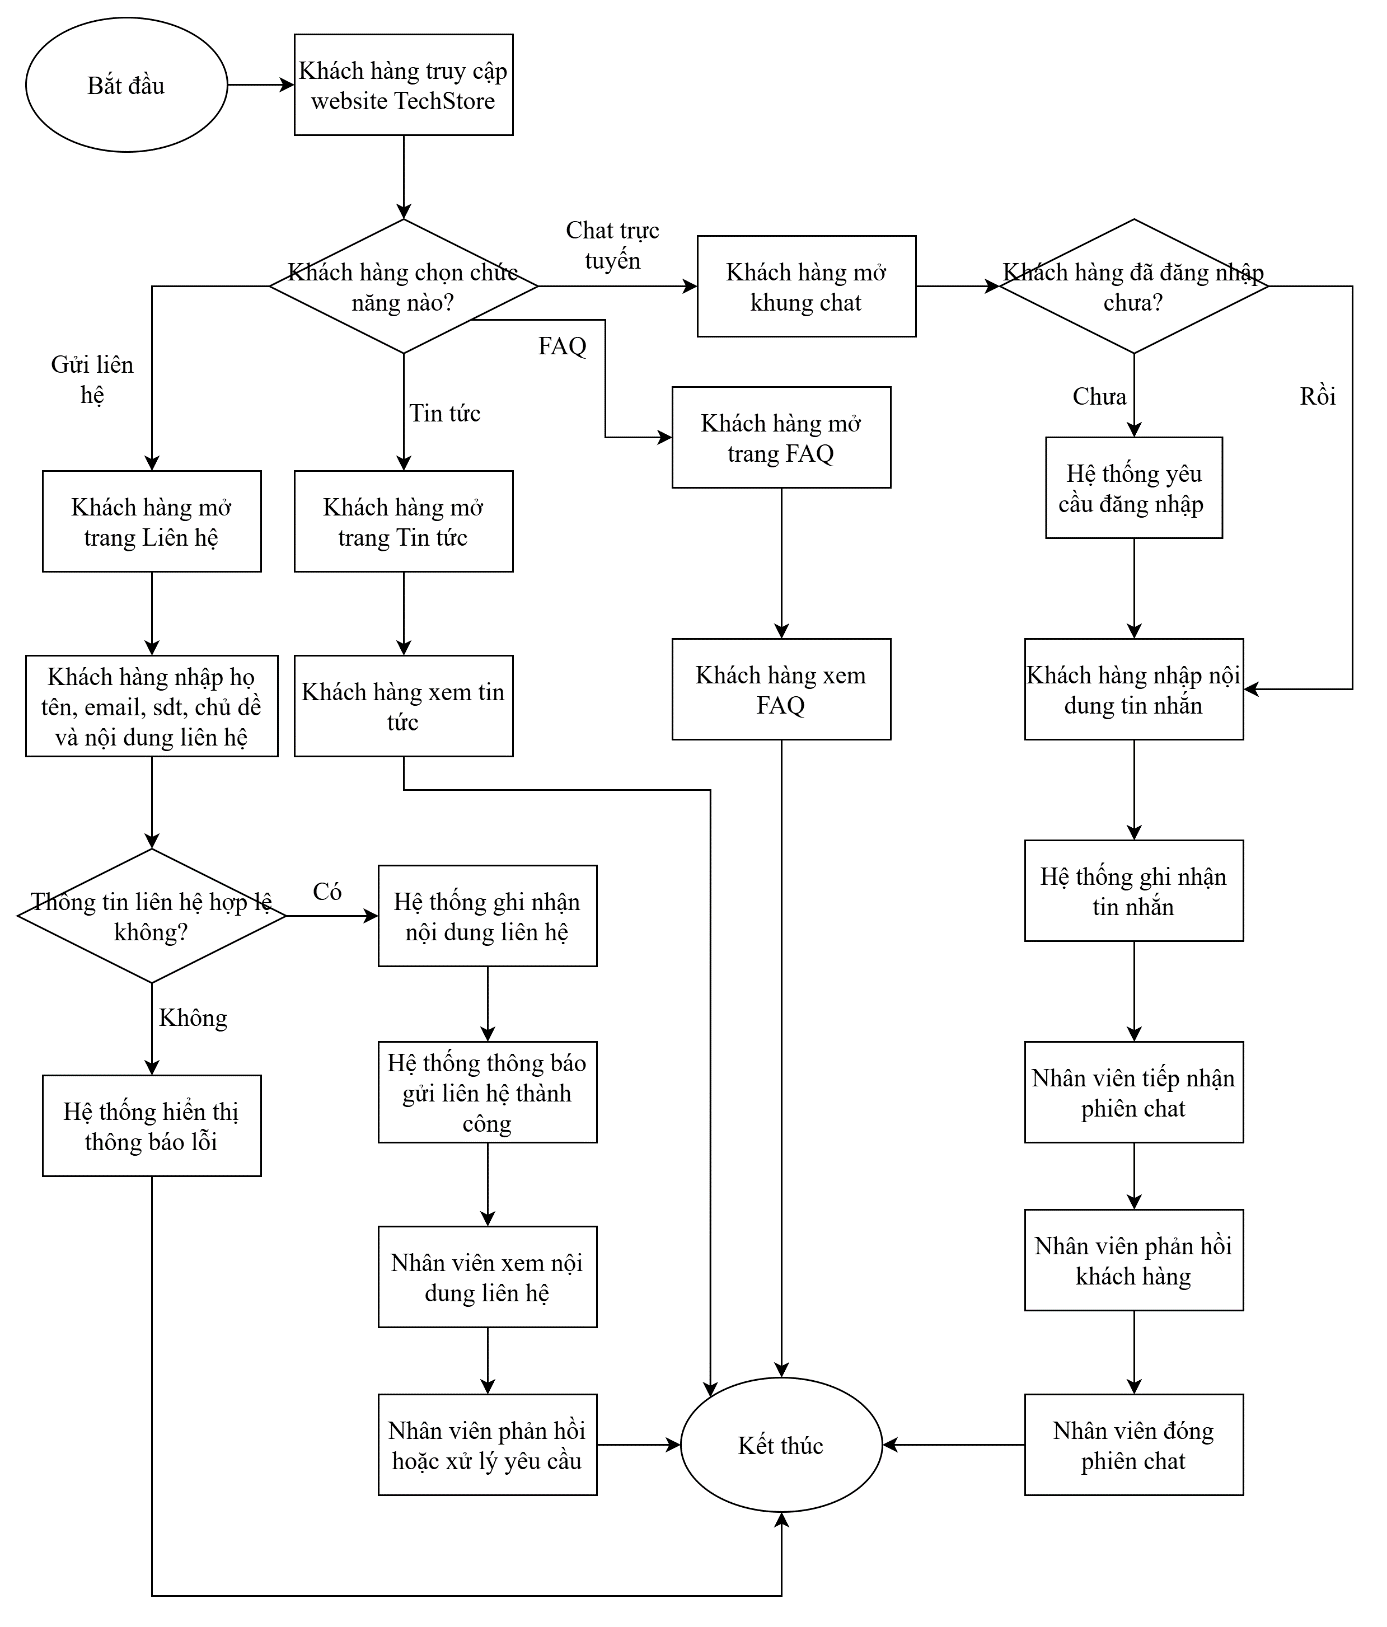 Bắt đầu
Khách hàng truy cập
website TechStore
Khách hàng chọn chức
năng nào?
Chat trực
tuyến
Khách hàng mở
khung chat
Khách hàng đã đăng nhập
chưa?
Gửi liên
hệ
Tin tức
FAQ
Chưa
Rồi
Khách hàng mở
trang FAQ
Hệ thống yêu
cầu đăng nhập
Khách hàng mở
trang Liên hệ
Khách hàng mở
trang Tin tức
Khách hàng nhập họ
tên, email, sdt, chủ dề
và nội dung liên hệ
Khách hàng xem tin
tức
Khách hàng xem
FAQ
Khách hàng nhập nội
dung tin nhắn
Thông tin liên hệ hợp lệ
không?
Có
Hệ thống ghi nhận
nội dung liên hệ
Hệ thống ghi nhận
tin nhắn
Không
Hệ thống hiển thị
thông báo lỗi
Hệ thống thông báo
gửi liên hệ thành
công
Nhân viên tiếp nhận
phiên chat
Nhân viên xem nội
dung liên hệ
Nhân viên phản hồi
khách hàng
Nhân viên phản hồi
hoặc xử lý yêu cầu
Kết thúc
Nhân viên đóng
phiên chat